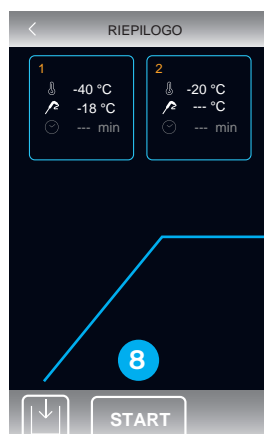 RIEPILOGO
1
-40 °C
-18 °C
--- min
2
-20 °C
--- °C
--- min
8
START